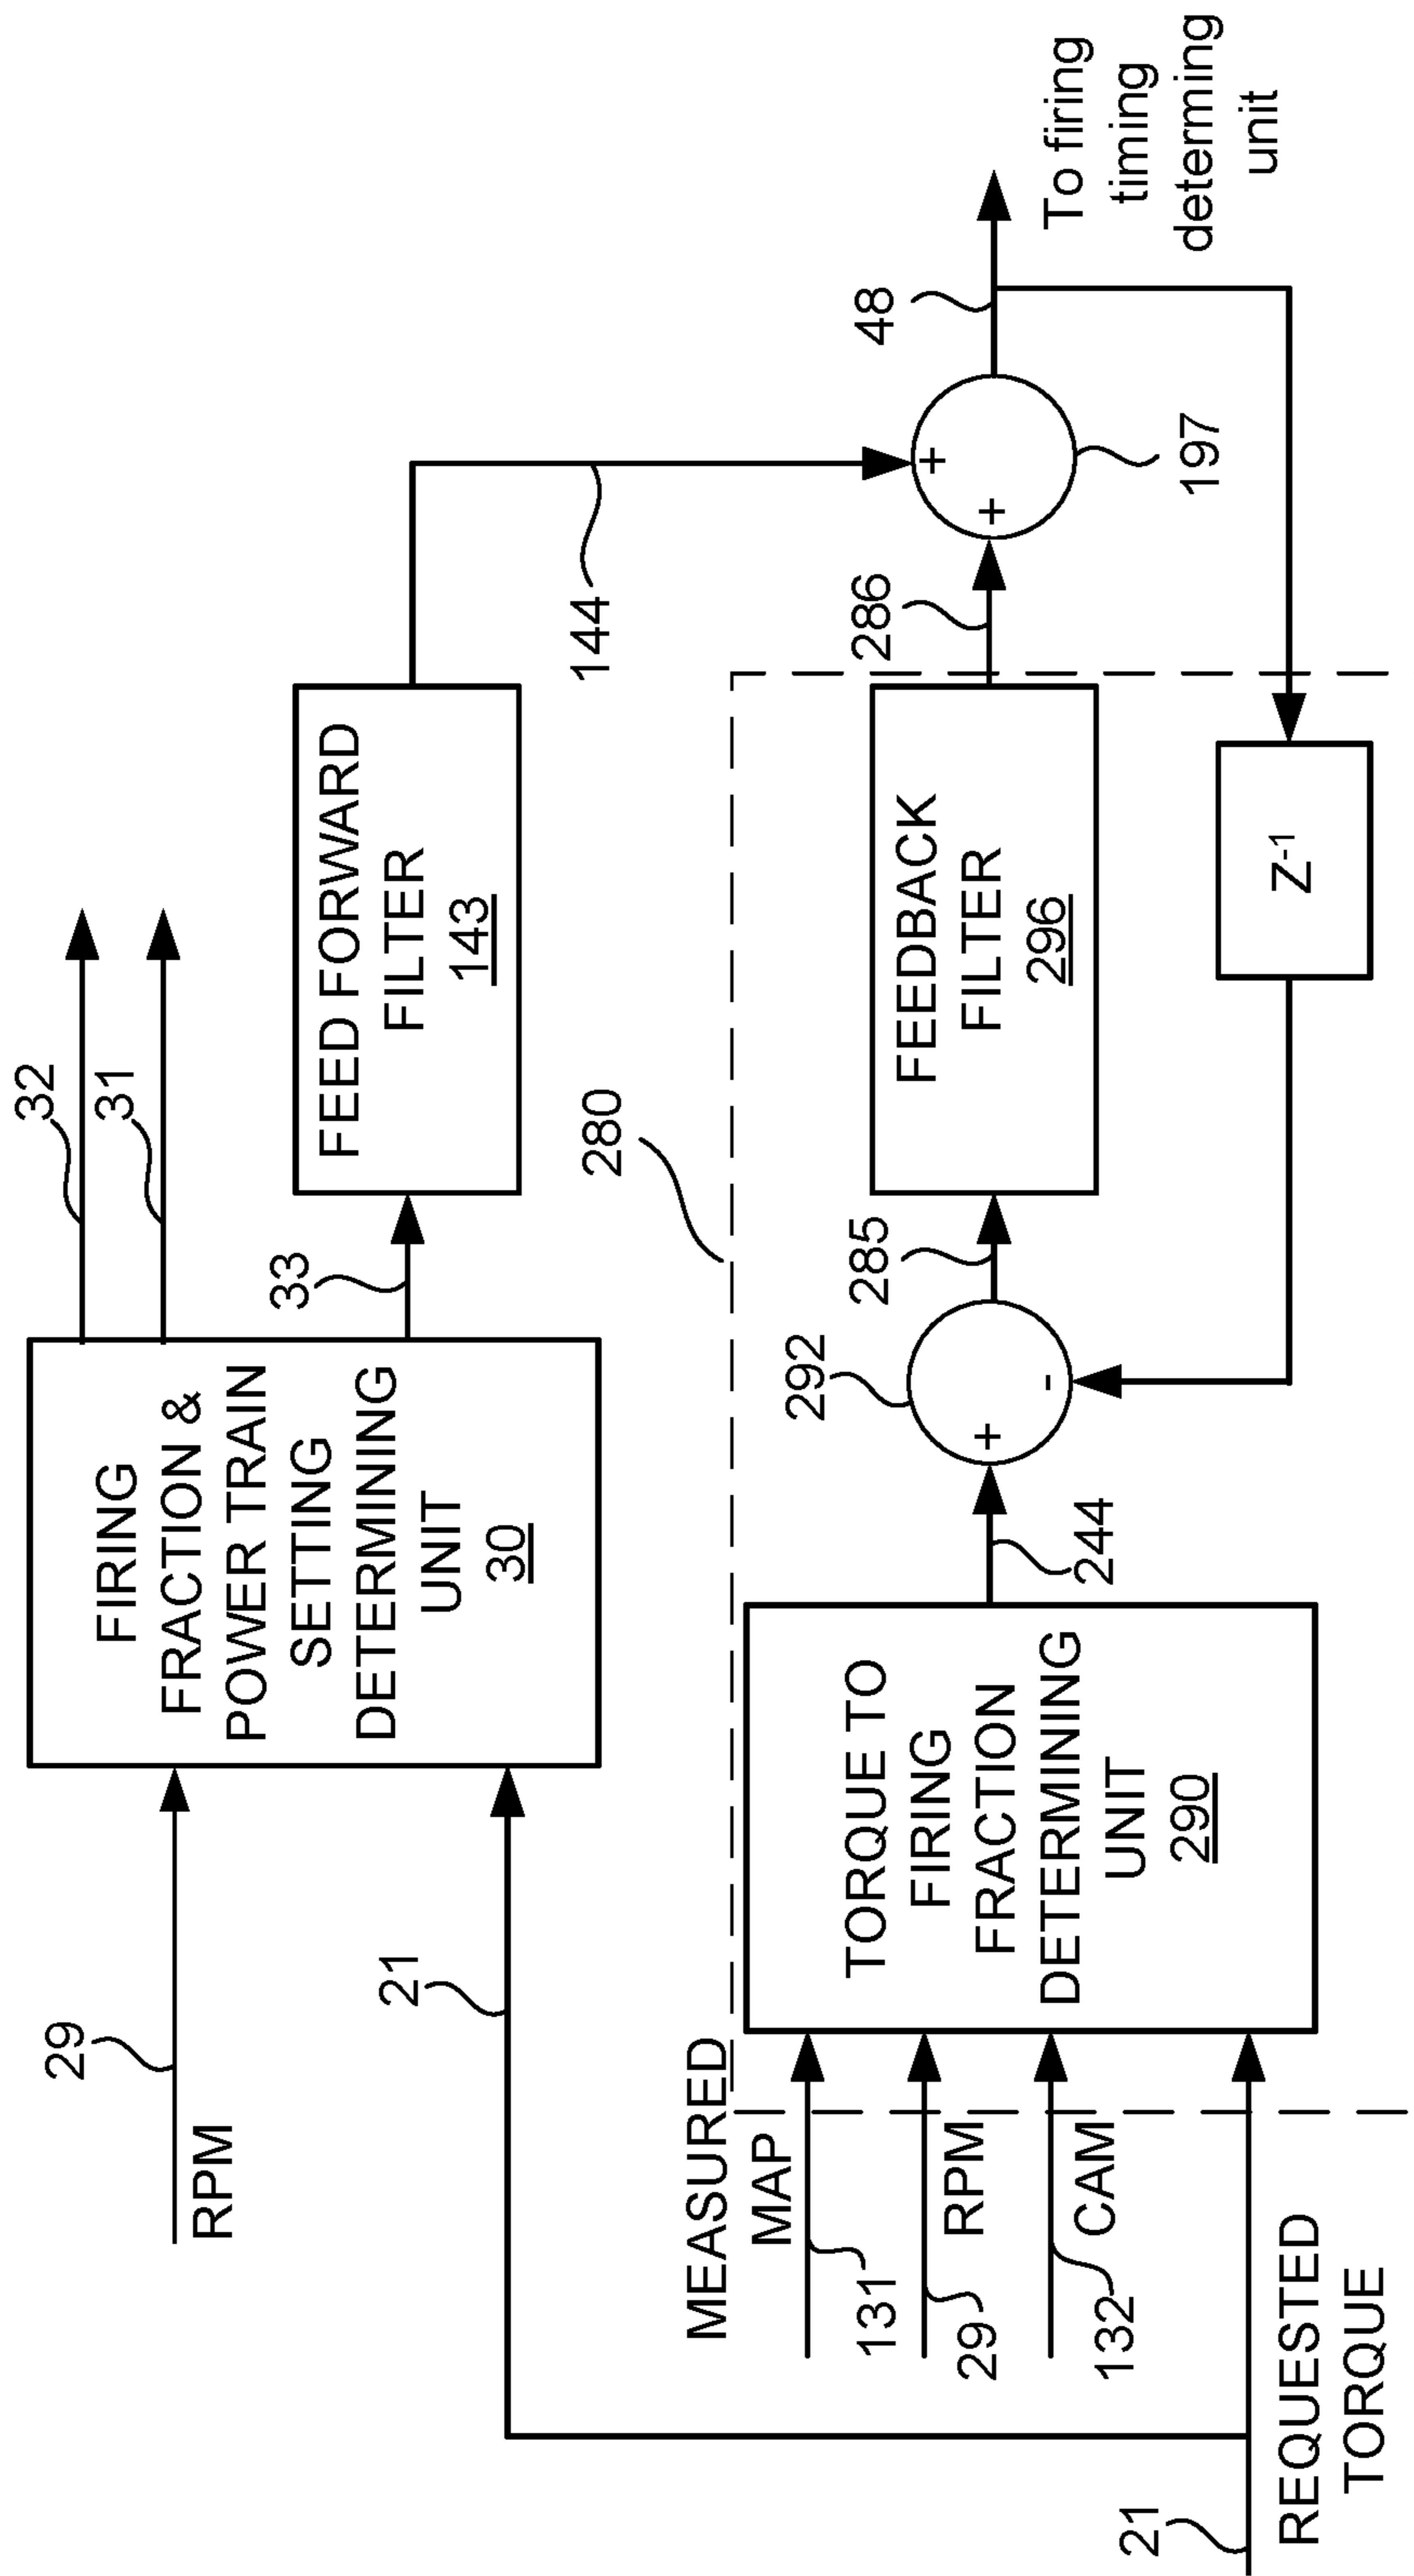 32
31
29
RPM
FIRING
FRACTION &
POWER TRAIN
SETTING
DETERMINING
UNIT
30
33
FEED FORWARD
FILTER
143
144
21
280
MEASURED
MAP
131
RPM
29
CAM
132
21
REQUESTED
TORQUE
TORQUE TO
FIRING
FRACTION
DETERMINING
UNIT
290
244
292
+
-
285
FEEDBACK
FILTER
296
286
+
+
197
48
To firing
timing
determining
unit
Z-1